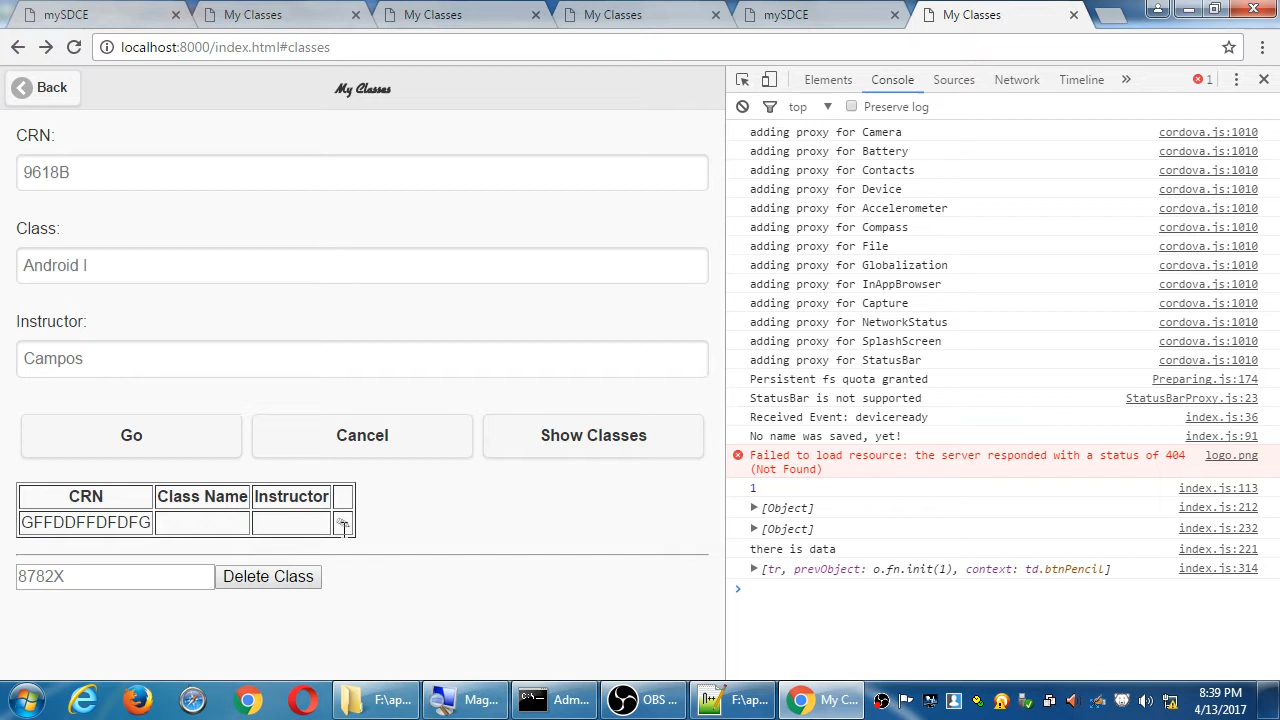 mySDCE
My Classes
My Classes
My Classes
mySDCE
My Classes
localhost:8000/index.html#classes
Back
My Classes
CRN:
9618B
Class:
Android I
Instructor:
Campos
Go
Cancel
Show Classes
CRN
Class Name
Instructor
GFFDDFFDFDFG
8782X
Delete Class
Elements
Console
Sources
Network
Timeline
1
top
Preserve log
adding proxy for Camera cordova.js:1010
adding proxy for Battery cordova.js:1010
adding proxy for Contacts cordova.js:1010
adding proxy for Device cordova.js:1010
adding proxy for Accelerometer cordova.js:1010
adding proxy for Compass cordova.js:1010
adding proxy for File cordova.js:1010
adding proxy for Globalization cordova.js:1010
adding proxy for InAppBrowser cordova.js:1010
adding proxy for Capture cordova.js:1010
adding proxy for NetworkStatus cordova.js:1010
adding proxy for SplashScreen cordova.js:1010
adding proxy for StatusBar cordova.js:1010
Persistent fs quota granted Preparing.js:174
StatusBar is not supported StatusBarProxy.js:23
Received Event: deviceready index.js:36
No name was saved, yet! index.js:91
Failed to load resource: the server responded with a status of 404 logo.png
(Not Found)
1 index.js:113
[Object] index.js:212
[Object] index.js:232
there is data index.js:221
[tr, prevObject: o.fn.init(1), context: td.btnPencil] index.js:314
F:\ap...
Mag...
Adm...
OBS ...
F:\ap...
My C...
8:39 PM
4/13/2017